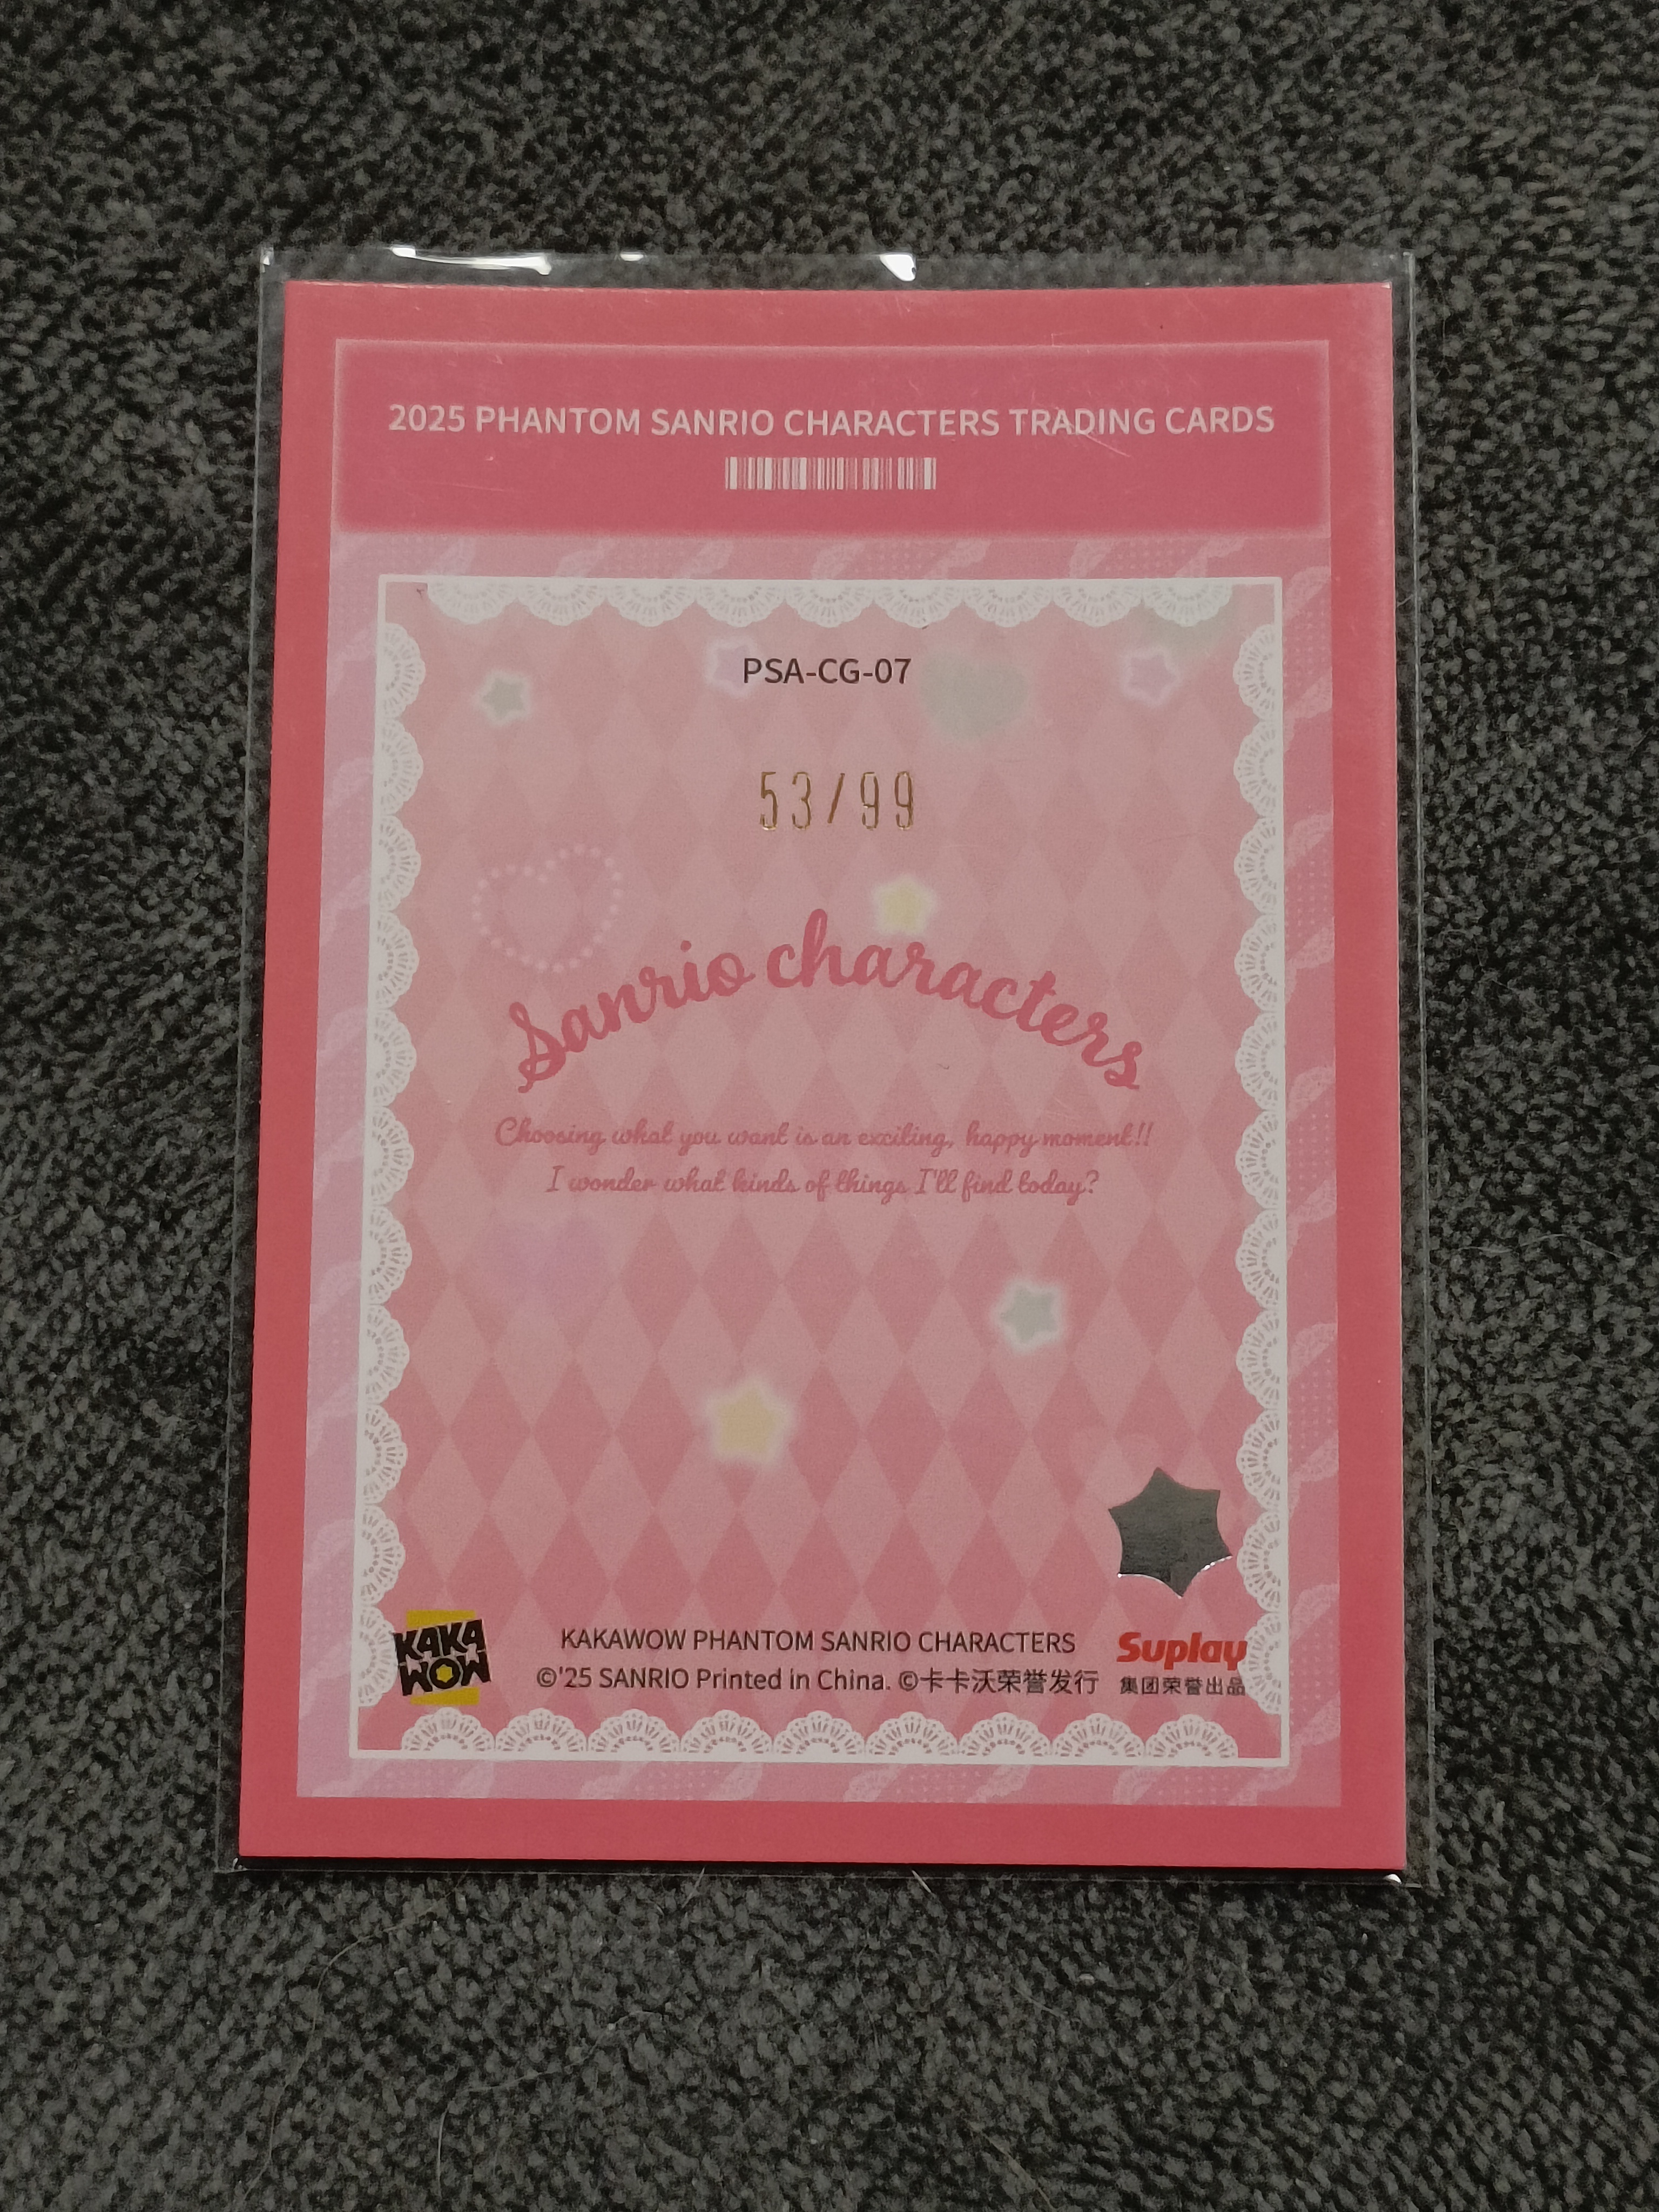 2025 PHANTOM SANRIO CHARACTERS TRADING CARDS
PSA-CG-07
53/99
Sanrio characters
Choosing what you want is an exciting, happy moment!!
I wonder what kinds of things I'll find today?
KAKA
WOW
KAKAWOW PHANTOM SANRIO CHARACTERS
©'25 SANRIO Printed in China. ©卡卡沃荣誉发行
Suplay
集团荣誉出品